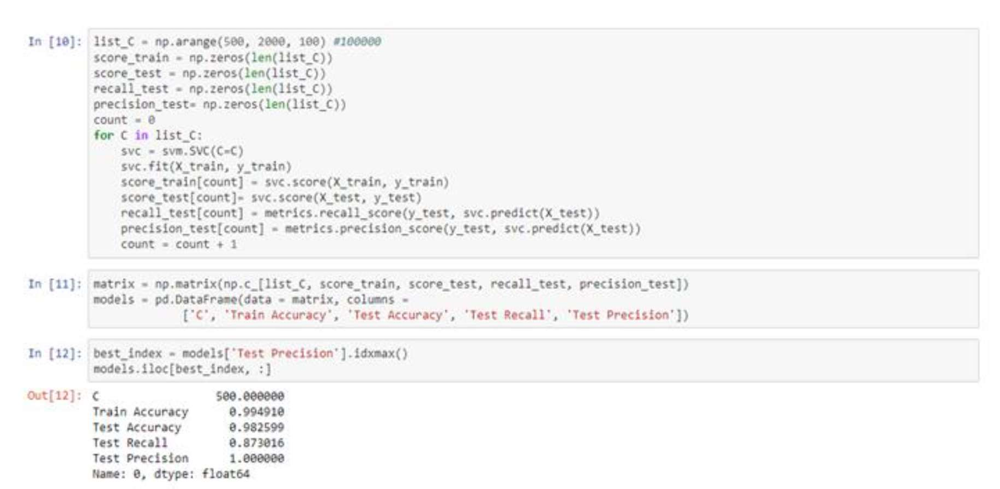 In [10]: list_C = np.arange(500, 2000, 100) #100000
score_train = np.zeros(len(list_C))
score_test = np.zeros(len(list_C))
recall_test = np.zeros(len(list_C))
precision_test= np.zeros(len(list_C))
count = 0
for C in list_C:
    svc = svm.SVC(C=C)
    svc.fit(X_train, y_train)
    score_train[count] = svc.score(X_train, y_train)
    score_test[count]= svc.score(X_test, y_test)
    recall_test[count] = metrics.recall_score(y_test, svc.predict(X_test))
    precision_test[count] = metrics.precision_score(y_test, svc.predict(X_test))
    count = count + 1
In [11]: matrix = np.matrix(np.c_[list_C, score_train, score_test, recall_test, precision_test])
models = pd.DataFrame(data = matrix, columns =
             ['C', 'Train Accuracy', 'Test Accuracy', 'Test Recall', 'Test Precision'])
In [12]: best_index = models['Test Precision'].idxmax()
models.iloc[best_index, :]
Out[12]: C                 500.000000
Train Accuracy      0.994910
Test Accuracy       0.982599
Test Recall         0.873016
Test Precision      1.000000
Name: 0, dtype: float64